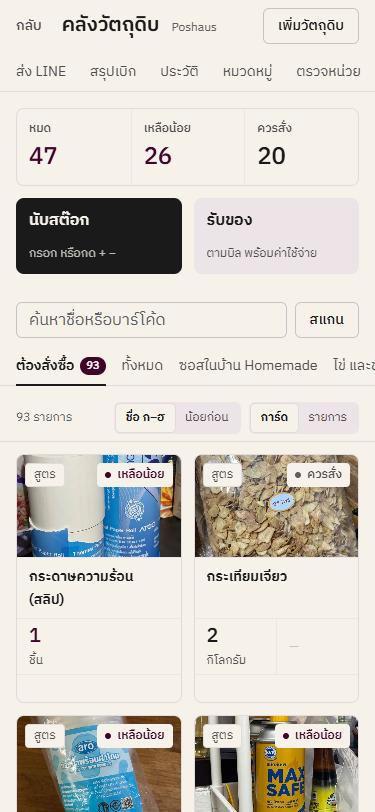 กลับ
คลังวัตถุดิบ
Poshaus
เพิ่มวัตถุดิบ
ส่ง LINE
สรุปเบิก
ประวัติ
หมวดหมู่
ตรวจหน่วย
หมด
47
เหลือน้อย
26
ควรสั่ง
20
นับสต๊อก
กรอก หรือกด + −
รับของ
ตามบิล พร้อมค่าใช้จ่าย
ค้นหาชื่อหรือบาร์โค้ด
สแกน
ต้องสั่งซื้อ 93
ทั้งหมด
ซอสในบ้าน Homemade
ไข่ และ
93 รายการ
ชื่อ ก–ฮ
น้อยก่อน
การ์ด
รายการ
สูตร
เหลือน้อย
สูตร
ควรสั่ง
กระดาษความร้อน
(สลิป)
1
ชิ้น
กระเทียมเจียว
2
กิโลกรัม
—
สูตร
เหลือน้อย
aro
สูตร
เหลือน้อย
MAX
SAFE